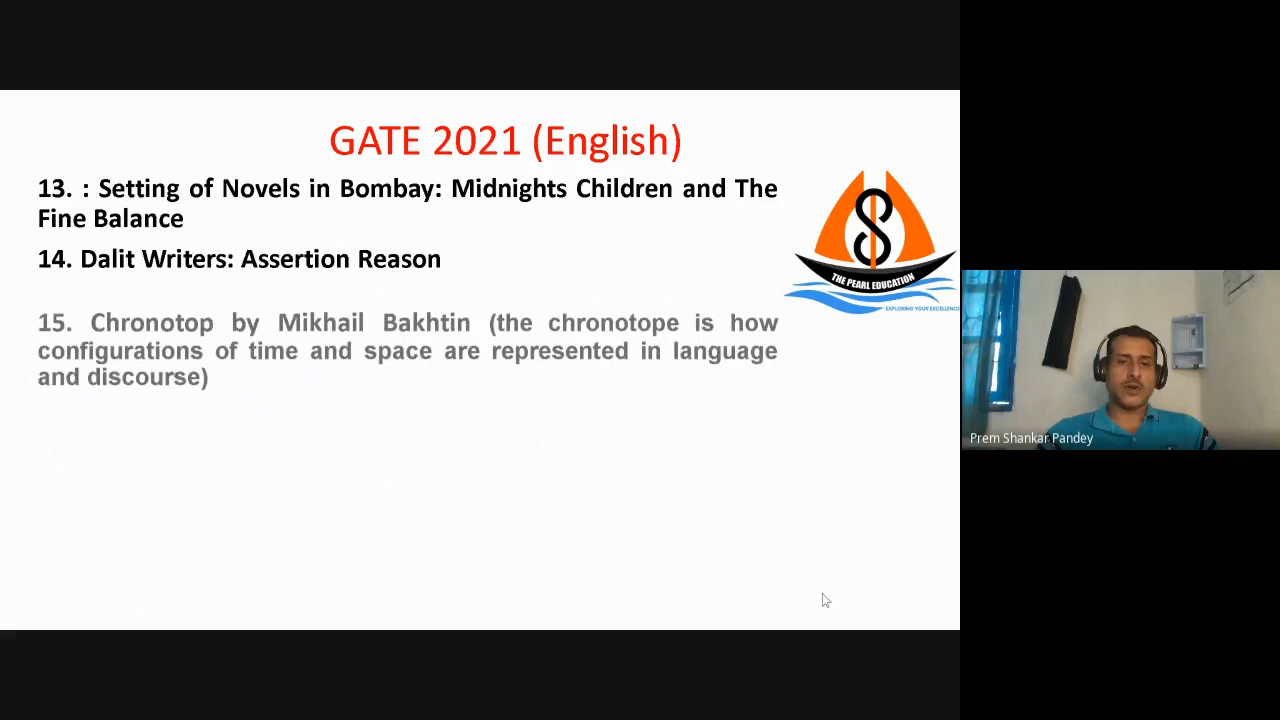 GATE 2021 (English)
13. : Setting of Novels in Bombay: Midnights Children and The
Fine Balance
14. Dalit Writers: Assertion Reason
15. Chronotop by Mikhail Bakhtin (the chronotope is how
configurations of time and space are represented in language
and discourse)
THE PEARL EDUCATION
EXPLORING YOUR EXCELLENCE
Prem Shankar Pandey